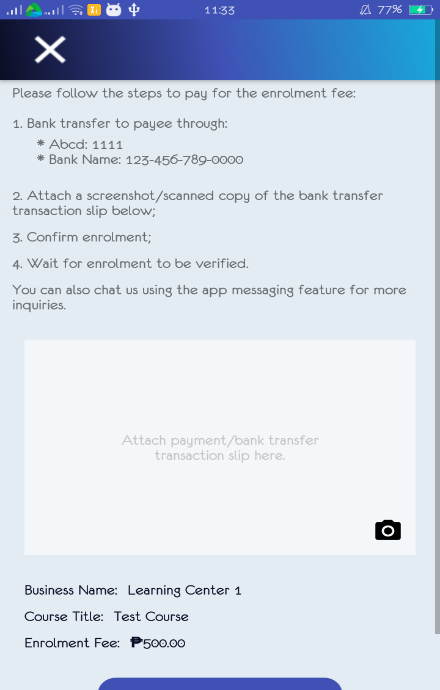 11:33
77%
Please follow the steps to pay for the enrolment fee:
1. Bank transfer to payee through:
* Abcd: 1111
* Bank Name: 123-456-789-0000
2. Attach a screenshot/scanned copy of the bank transfer
transaction slip below;
3. Confirm enrolment;
4. Wait for enrolment to be verified.
You can also chat us using the app messaging feature for more
inquiries.
Attach payment/bank transfer
transaction slip here.
Business Name: Learning Center 1
Course Title: Test Course
Enrolment Fee: ₱500.00